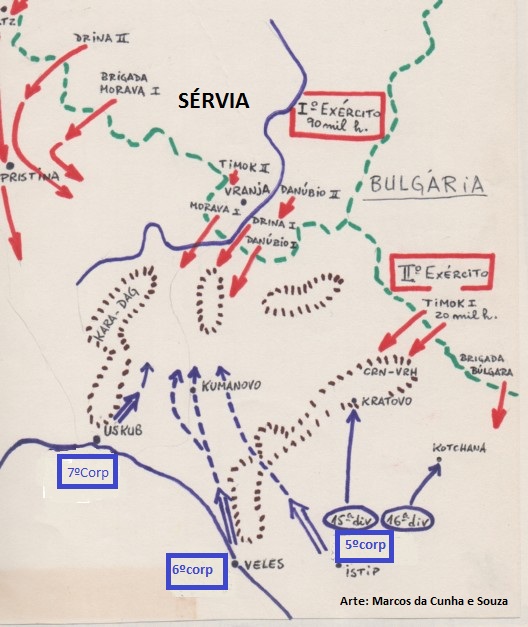 TZ
DRINA II
BRIGADA
MORAVA I
SÉRVIA
Iº EXÉRCITO
90 mil h.
PRISTINA
TIMOK II
VRANJA
DANÚBIO II
BULGÁRIA
MORAVA I
DRINA I
DANÚBIO I
IIº EXÉRCITO
TIMOK I
20 mil h.
KARA-DAG
CRN-VRH
BRIGADA
BÚLGARA
KUMANOVO
KRATOVO
USKUB
KOTCHANA
7ºCorp
15ª div
16ª div
5ºcorp
6ºcorp
VELES
iSTiP
Arte: Marcos da Cunha e Souza